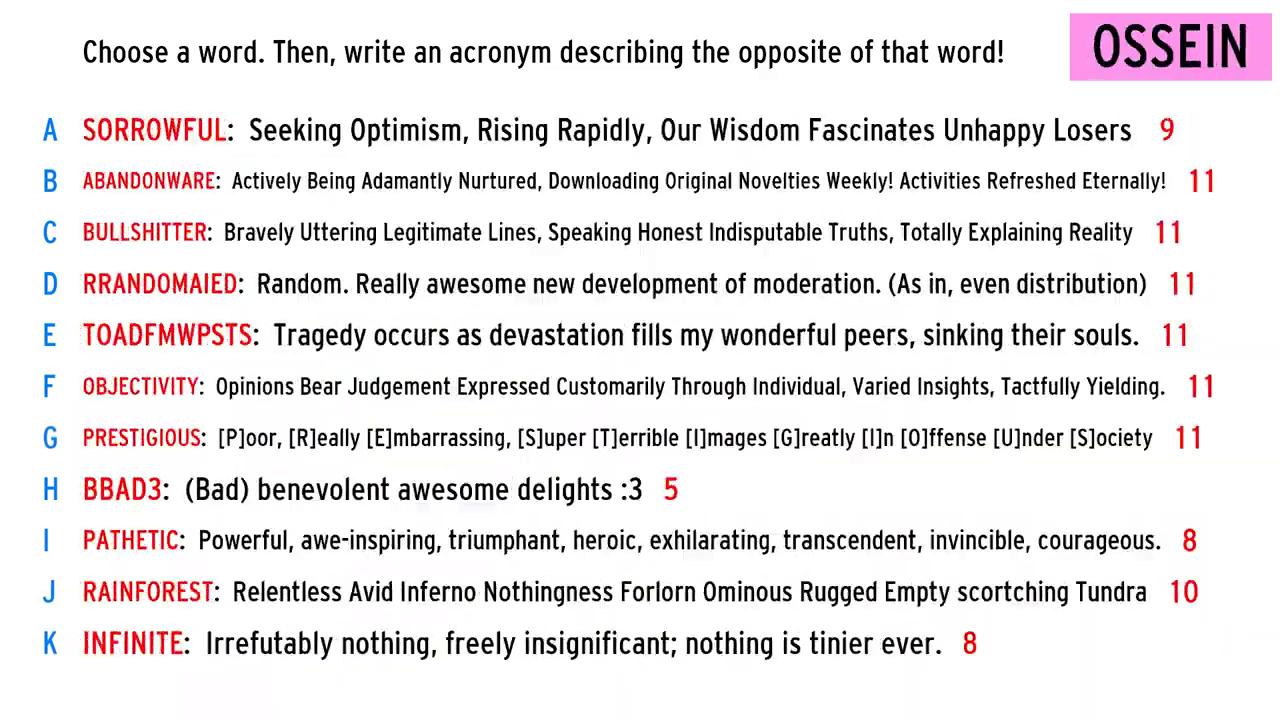 Choose a word. Then, write an acronym describing the opposite of that word!
OSSEIN
A SORROWFUL: Seeking Optimism, Rising Rapidly, Our Wisdom Fascinates Unhappy Losers 9
B ABANDONWARE: Actively Being Adamantly Nurtured, Downloading Original Novelties Weekly! Activities Refreshed Eternally! 11
C BULLSHITTER: Bravely Uttering Legitimate Lines, Speaking Honest Indisputable Truths, Totally Explaining Reality 11
D RRANDOMAIED: Random. Really awesome new development of moderation. (As in, even distribution) 11
E TOADFMWPSTS: Tragedy occurs as devastation fills my wonderful peers, sinking their souls. 11
F OBJECTIVITY: Opinions Bear Judgement Expressed Customarily Through Individual, Varied Insights, Tactfully Yielding. 11
G PRESTIGIOUS: [P]oor, [R]eally [E]mbarrassing, [S]uper [T]errible [I]mages [G]reatly [I]n [O]ffense [U]nder [S]ociety 11
H BBAD3: (Bad) benevolent awesome delights :3 5
I PATHETIC: Powerful, awe-inspiring, triumphant, heroic, exhilarating, transcendent, invincible, courageous. 8
J RAINFOREST: Relentless Avid Inferno Nothingness Forlorn Ominous Rugged Empty scortching Tundra 10
K INFINITE: Irrefutably nothing, freely insignificant; nothing is tinier ever. 8